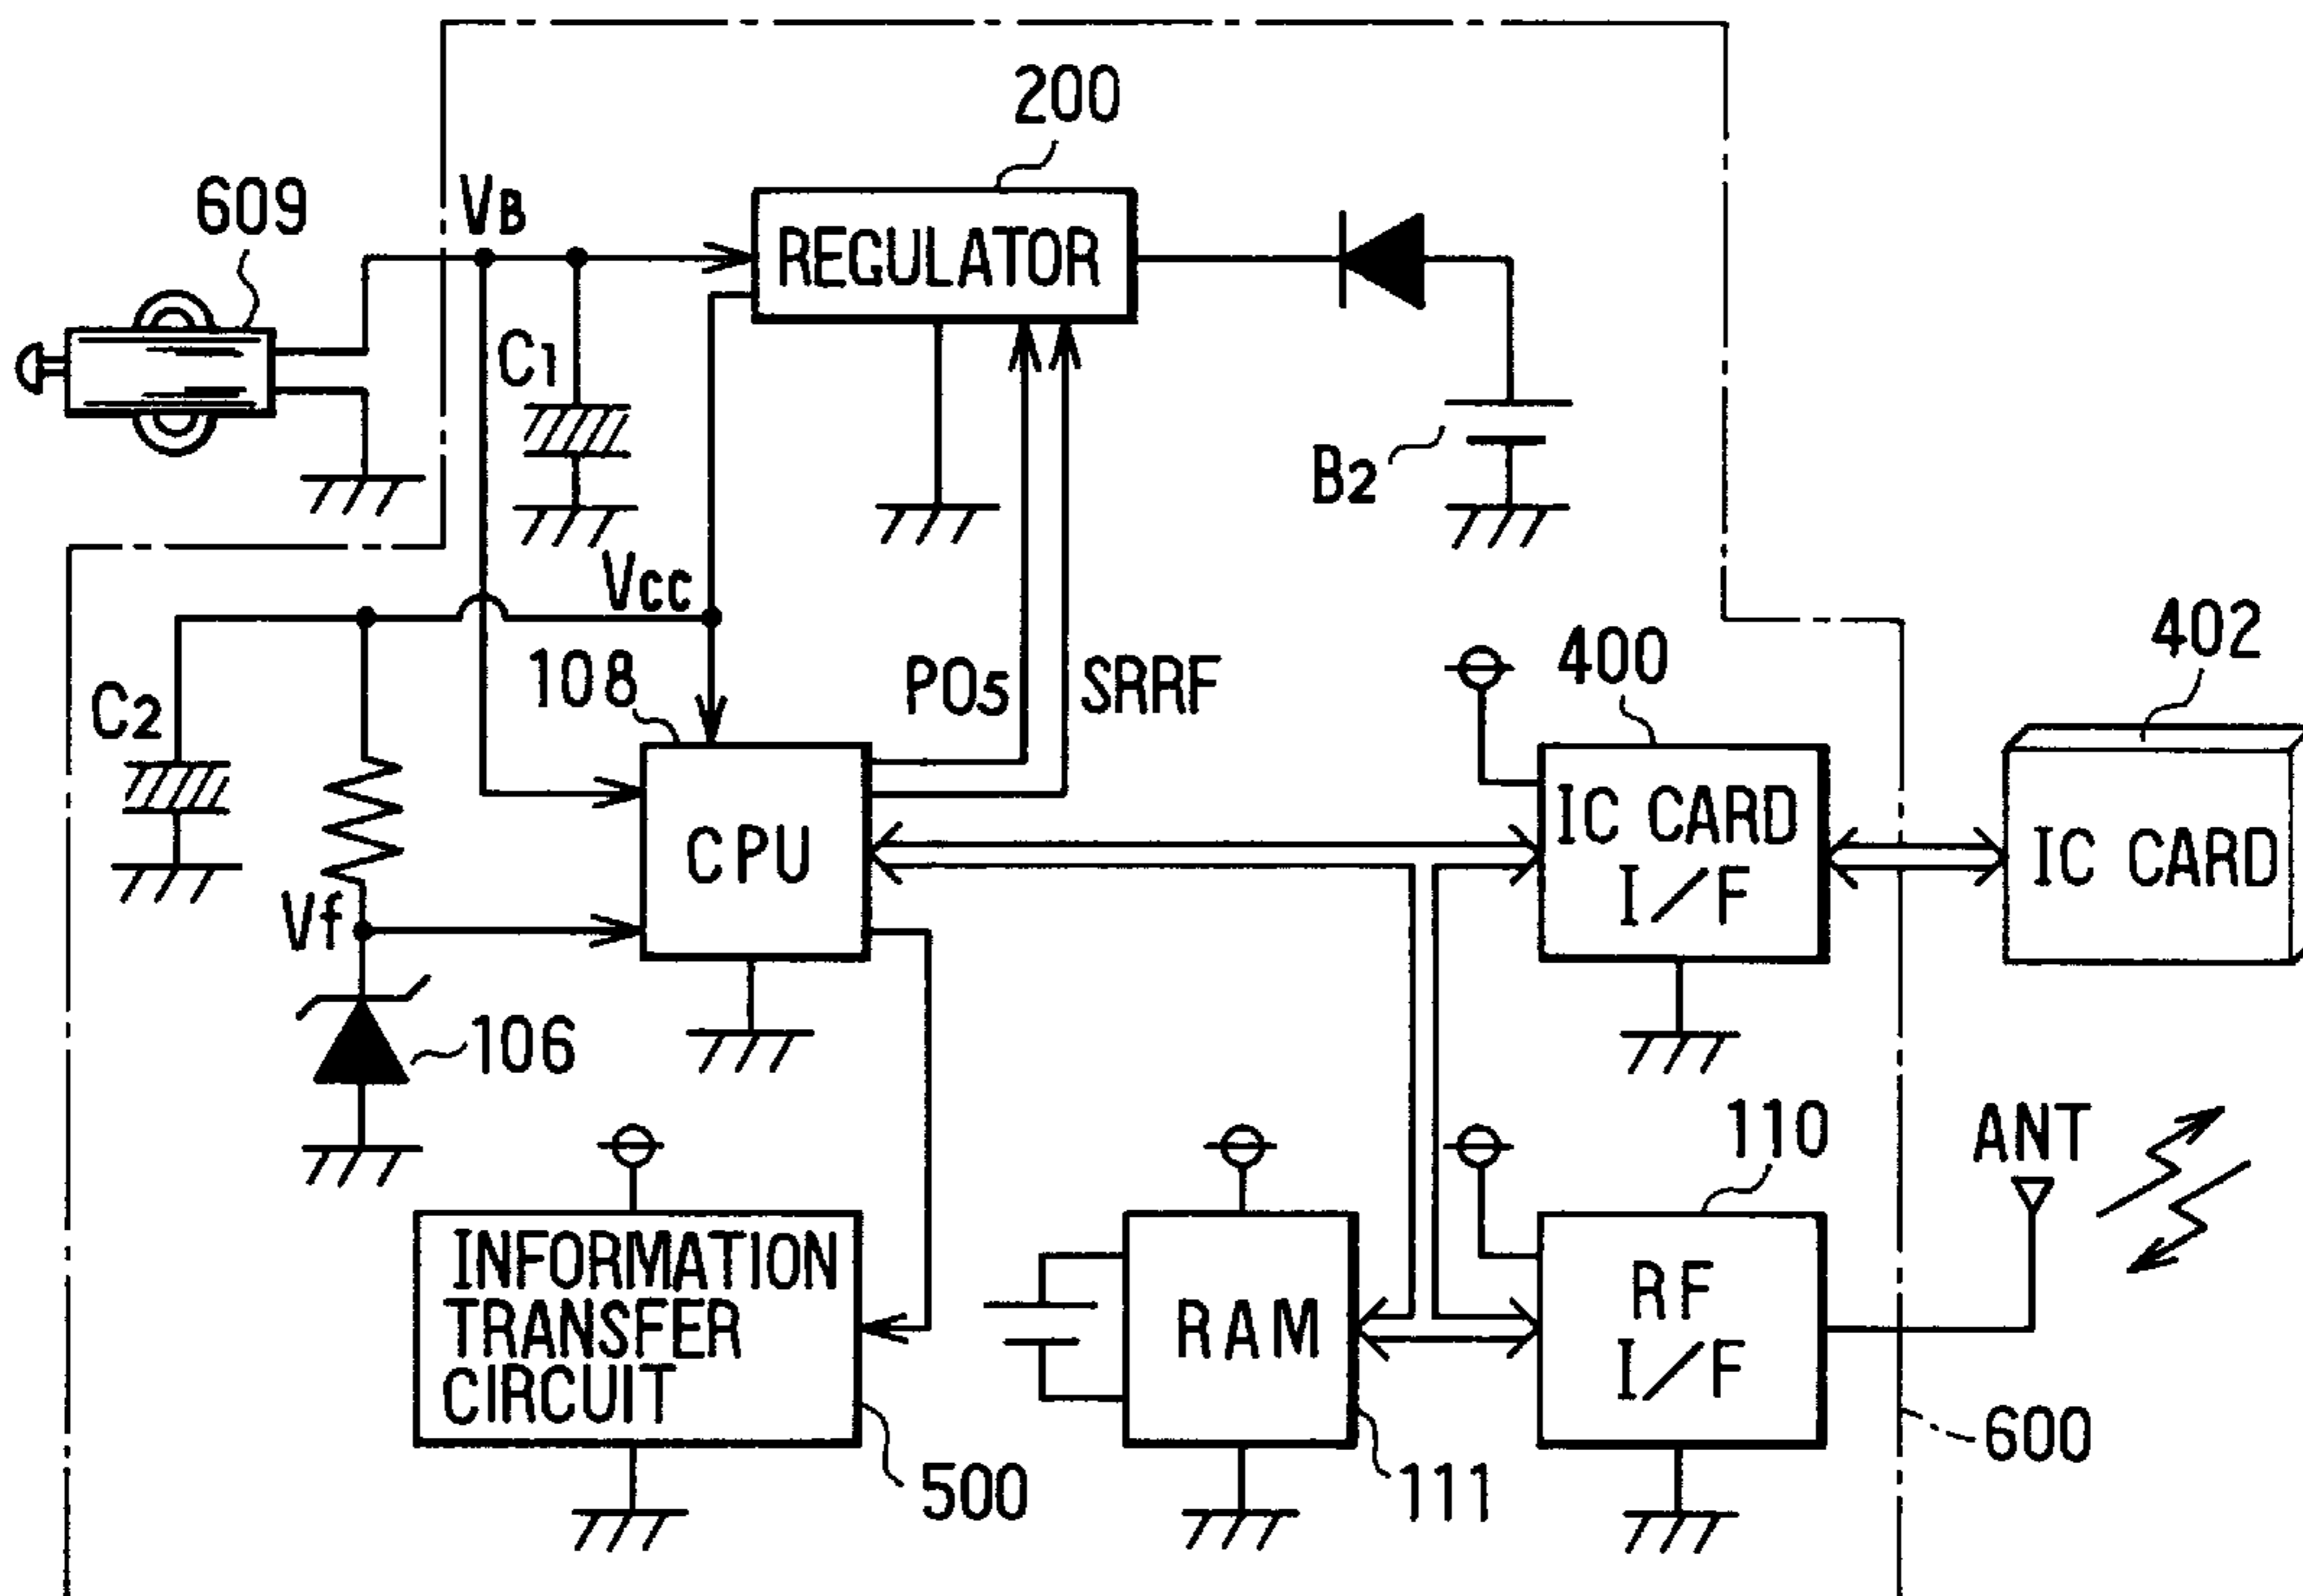 200
609
VB
REGULATOR
C1
B2
Vcc
402
400
108
PO5
SRRF
C2
IC CARD
I/F
CPU
IC CARD
Vf
106
110
ANT
INFORMATION
TRANSFER
CIRCUIT
RAM
RF
I/F
600
500
111